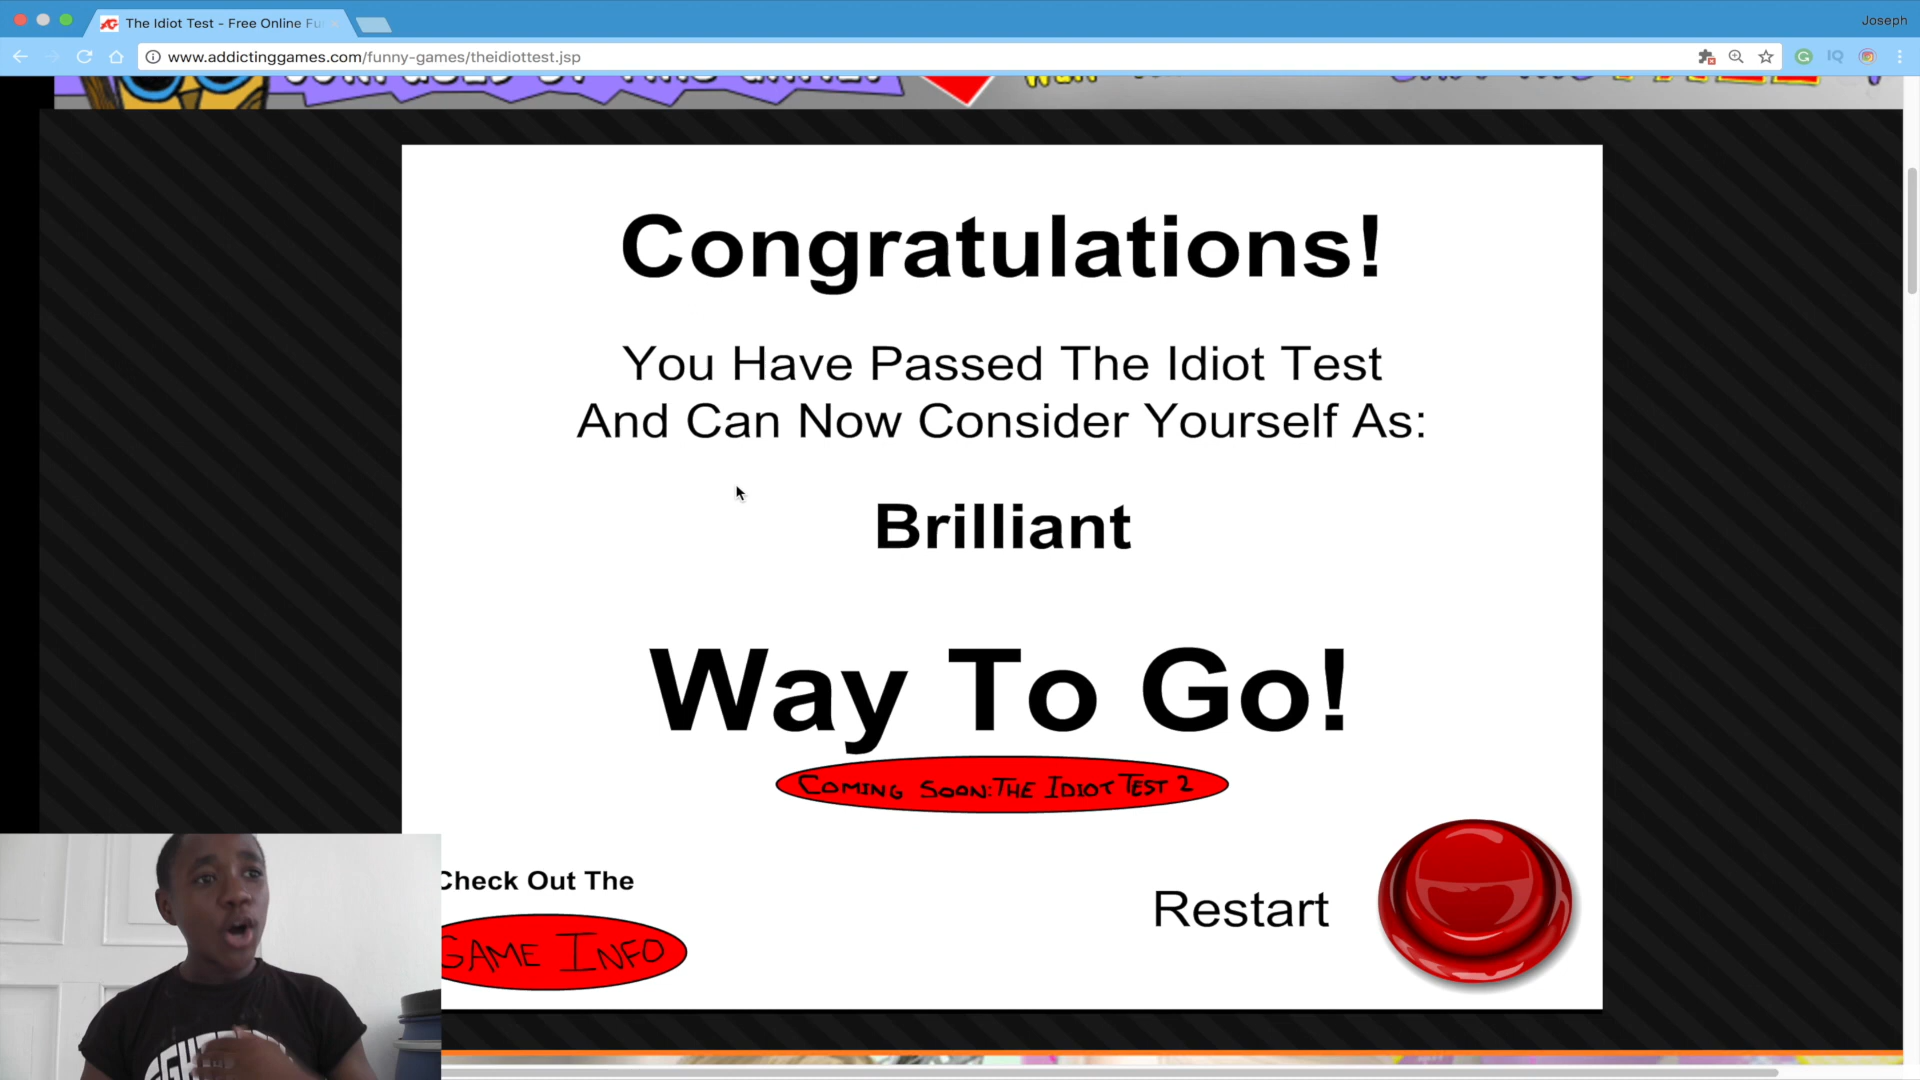 The Idiot Test - Free Online Fu
Joseph
www.addictinggames.com/funny-games/theidiottest.jsp
Congratulations!
You Have Passed The Idiot Test
And Can Now Consider Yourself As:
Brilliant
Way To Go!
COMING SOON: THE IDIOT TEST 2
Check Out The
GAME INFO
Restart